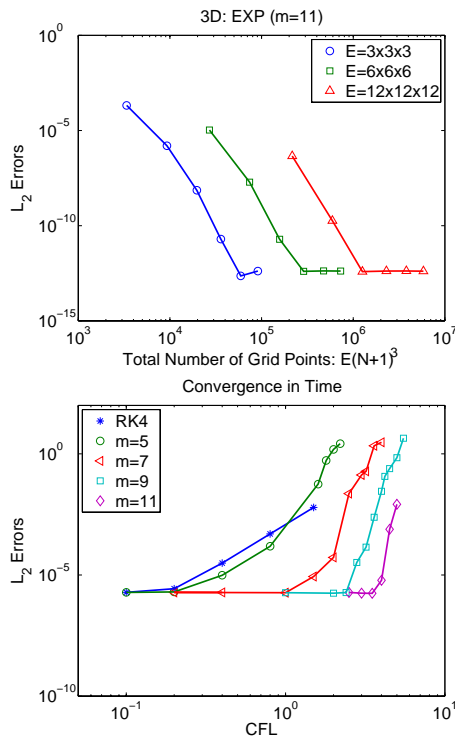 3D: EXP (m=11)
10^0
10^-5
10^-10
10^-15
L_2 Errors
E=3x3x3
E=6x6x6
E=12x12x12
10^3 10^4 10^5 10^6 10^7
Total Number of Grid Points: E(N+1)^3
Convergence in Time
10^0
10^-5
10^-10
L_2 Errors
RK4
m=5
m=7
m=9
m=11
10^-1 10^0 10^1
CFL